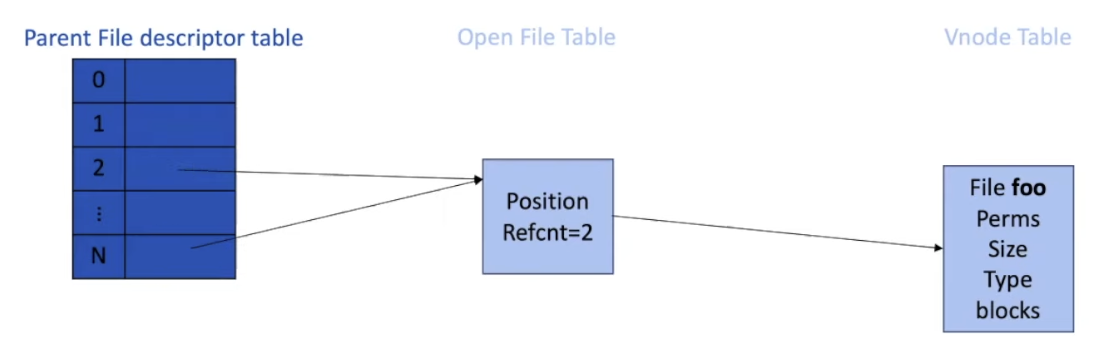 Parent File descriptor table
Open File Table
Vnode Table
0
1
2
⋮
N
Position
Refcnt=2
File foo
Perms
Size
Type
blocks